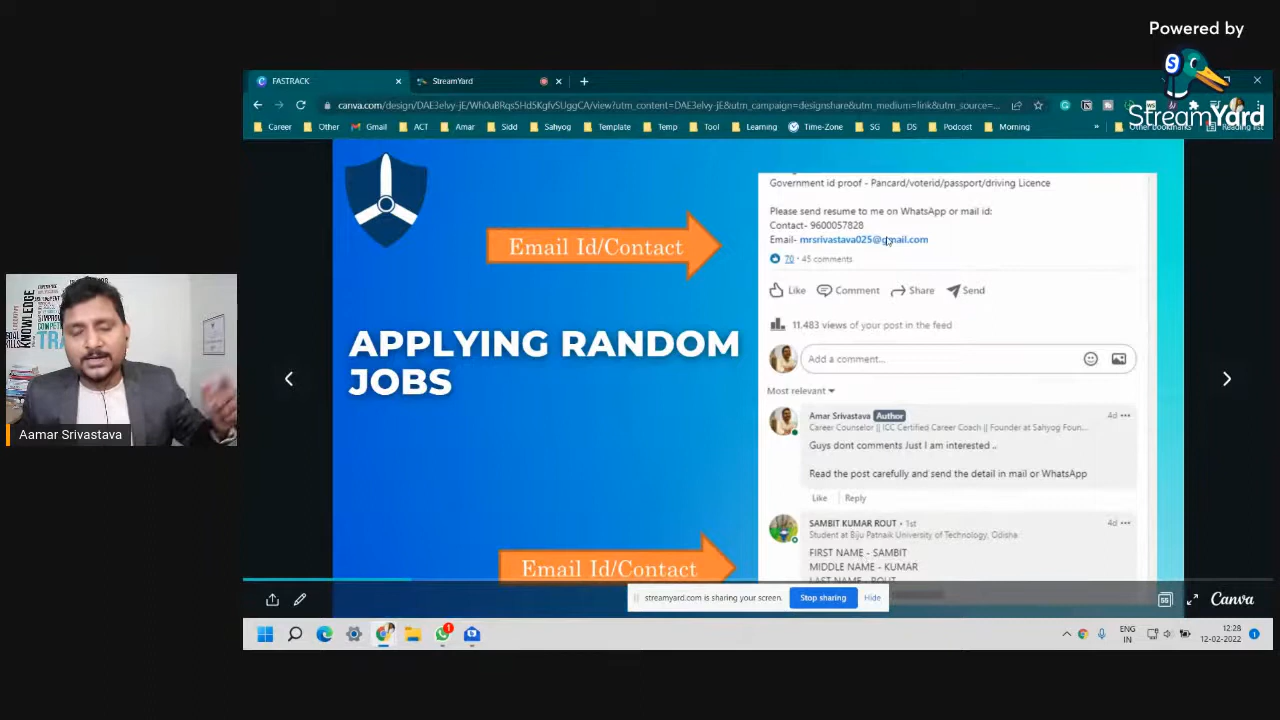 Powered by
StreamYard
FASTRACK
StreamYard
canva.com/design/DAE3elvy-jE/Wh0uBRqs5Hd5KgfvSUggCA/view?utm_content=DAE3elvy-jE&utm_campaign=designshare&utm_medium=link&utm_source=...
Career Other Gmail ACT Amar Sidd Sahyog Template Temp Tool Learning Time-Zone SG DS Podcost Morning » Other bookmarks Reading list
Government id proof - Pancard/voterid/passport/driving Licence
Please send resume to me on WhatsApp or mail id:
Contact- 9600057828
Email- mrsrivastava025@gmail.com
70 · 45 comments
Like Comment Share Send
11,483 views of your post in the feed
Add a comment...
Most relevant
Amar Srivastava Author 4d
Career Counselor || ICC Certified Career Coach || Founder at Sahyog Foun...
Guys dont comments Just I am interested ..
Read the post carefully and send the detail in mail or WhatsApp
Like Reply
SAMBIT KUMAR ROUT • 1st 4d
Student at Biju Patnaik University of Technology, Odisha
FIRST NAME - SAMBIT
MIDDLE NAME - KUMAR
LAST NAME - ROUT
Email Id/Contact
APPLYING RANDOM
JOBS
Email Id/Contact
KNOWLEDGE
Aamar Srivastava
streamyard.com is sharing your screen.
Stop sharing
Hide
Canva
ENG
IN
12:28
12-02-2022